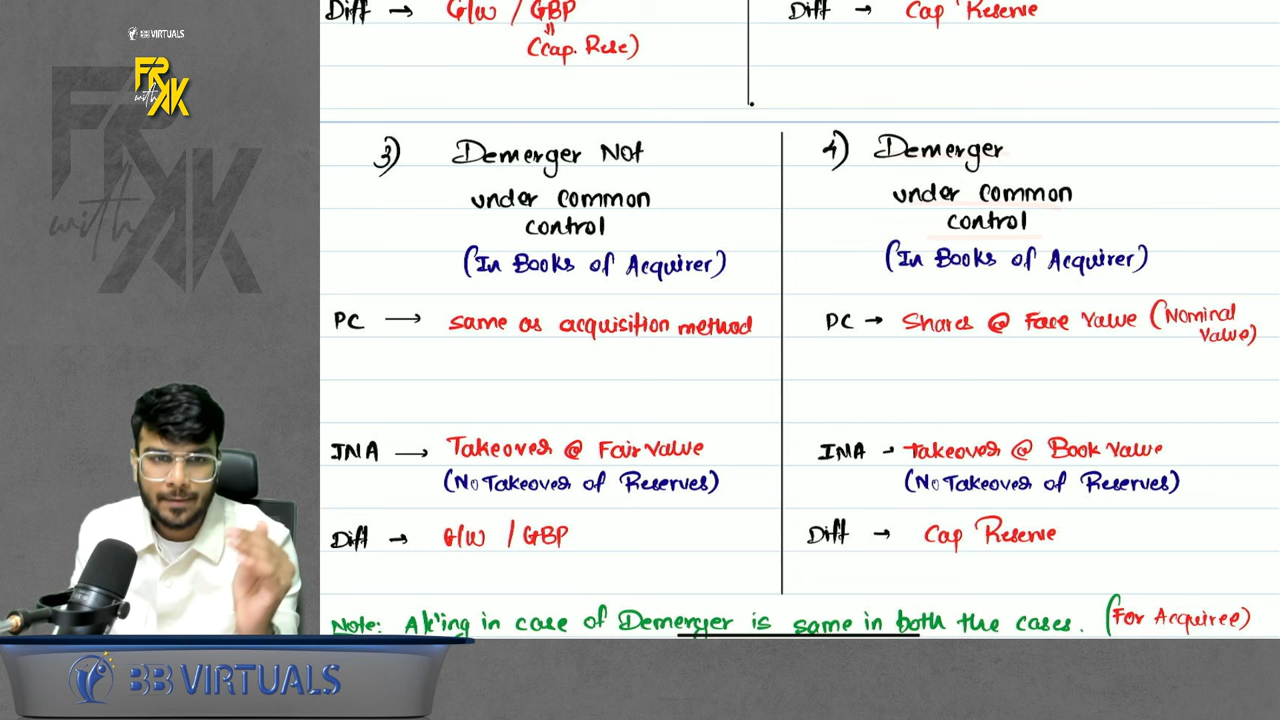 BB VIRTUALS
FR
with
AK
FR
with
AK
Diff → G/W / GBP
(Cap. Rese)
Diff → Cap Reserve
3) Demerger Not
under common
control
(In Books of Acquirer)
PC → same as acquisition method
INA → Takeover @ Fair value
(No Takeover of Reserves)
Diff → G/W / GBP
4) Demerger
under common
control
(In Books of Acquirer)
PC → Shares @ Face value (Nominal
Value)
INA → Takeover @ Book value
(No Takeover of Reserves)
Diff → Cap Reserve
Note: A/c'ing in case of Demerger is same in both the cases. (For Acquiree)
BB VIRTUALS